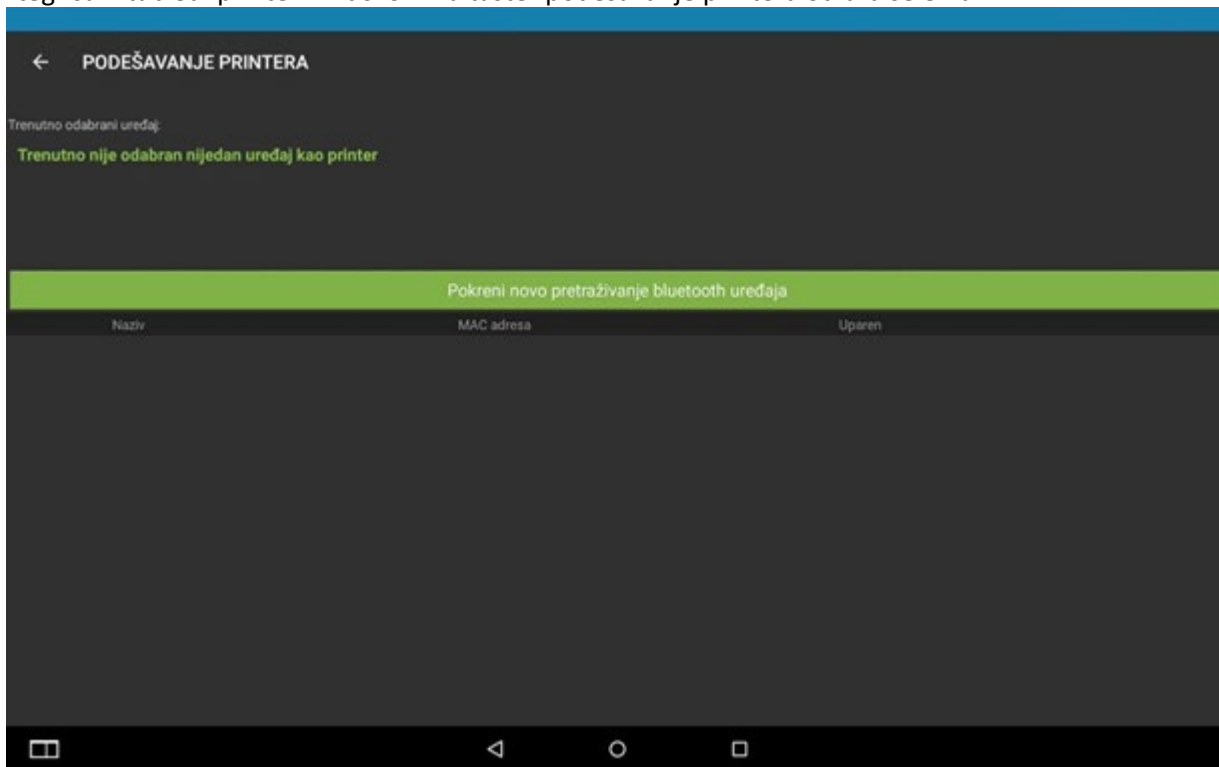 PODEŠAVANJE PRINTERA
Trenutno odabrani uređaj:
Trenutno nije odabran nijedan uređaj kao printer
Pokreni novo pretraživanje bluetooth uređaja
Naziv MAC adresa Uparen